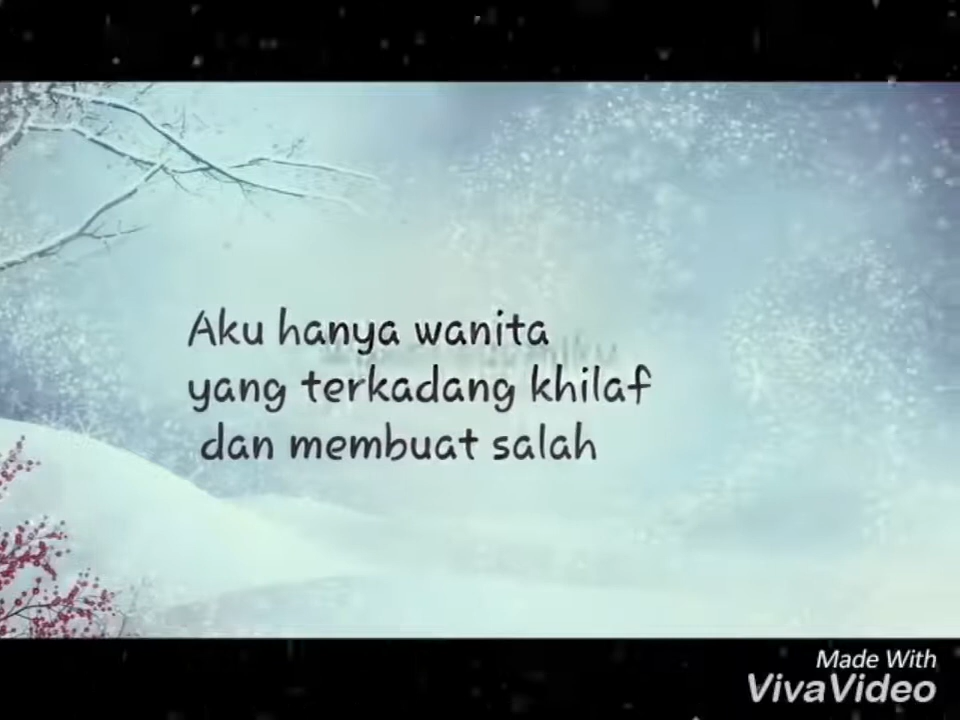 Aku hanya wanita
yang terkadang khilaf
dan membuat salah
Made With
VivaVideo